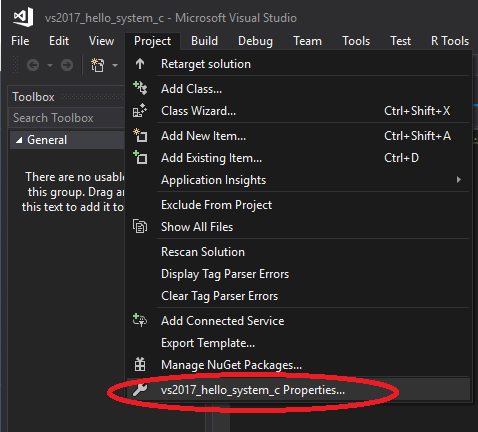 vs2017_hello_system_c - Microsoft Visual Studio
File Edit View Project Build Debug Team Tools Test R Tools
Retarget solution
Toolbox
Add Class...
Search Toolbox
Class Wizard... Ctrl+Shift+X
General
Add New Item... Ctrl+Shift+A
Add Existing Item... Ctrl+D
There are no usable
this group. Drag an
this text to add it to
Application Insights
Exclude From Project
Show All Files
Rescan Solution
Display Tag Parser Errors
Clear Tag Parser Errors
Add Connected Service
Export Template...
Manage NuGet Packages...
vs2017_hello_system_c Properties...